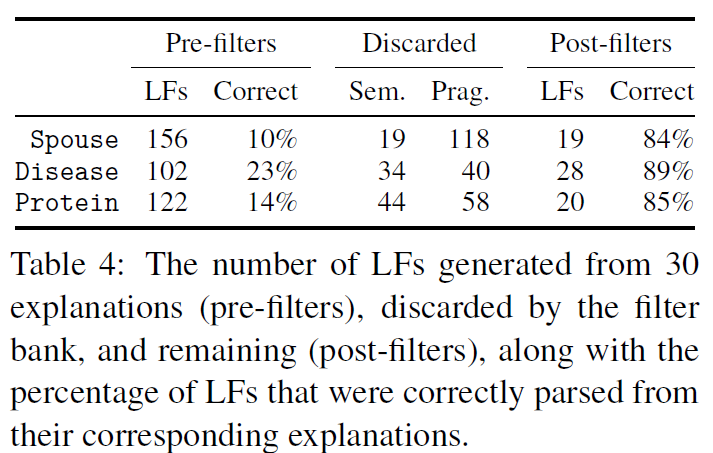 Pre-filters Discarded Post-filters
LFs Correct Sem. Prag. LFs Correct
Spouse 156 10% 19 118 19 84%
Disease 102 23% 34 40 28 89%
Protein 122 14% 44 58 20 85%
Table 4: The number of LFs generated from 30
explanations (pre-filters), discarded by the filter
bank, and remaining (post-filters), along with the
percentage of LFs that were correctly parsed from
their corresponding explanations.